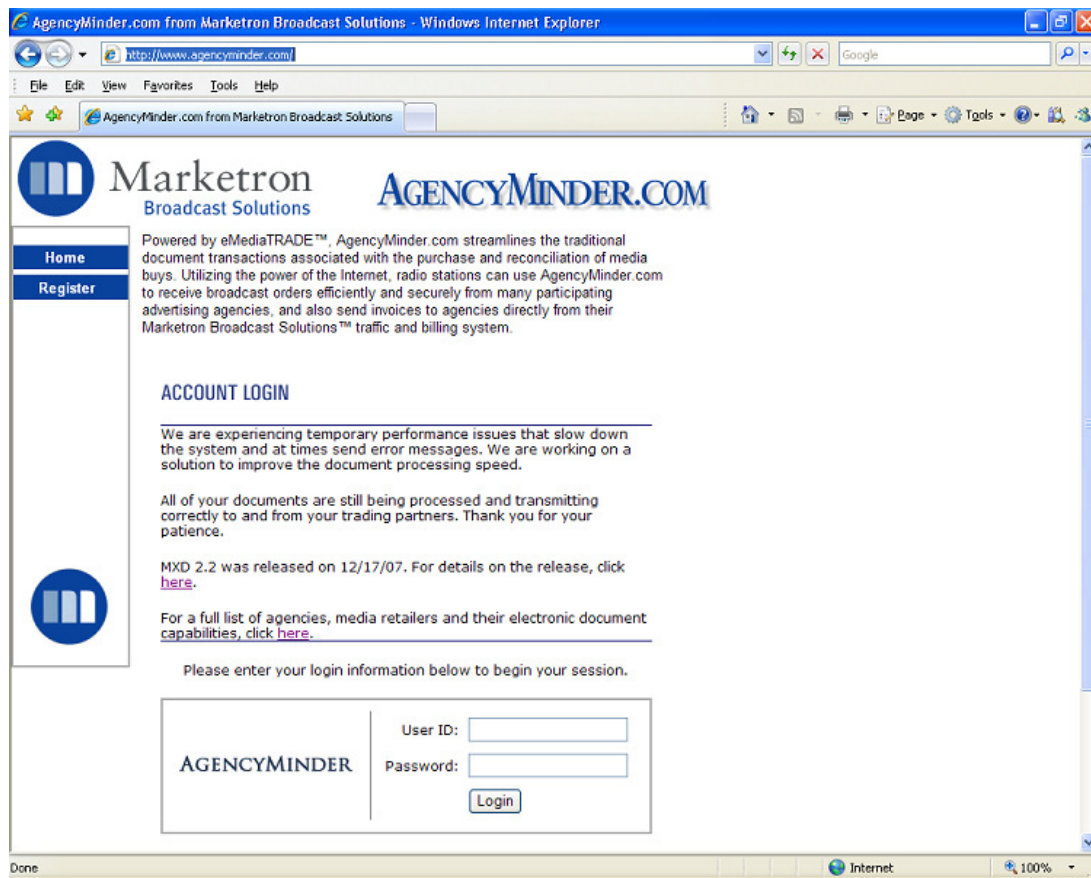 AgencyMinder.com from Marketron Broadcast Solutions - Windows Internet Explorer
http://www.agencyminder.com/
Google
File Edit View Favorites Tools Help
AgencyMinder.com from Marketron Broadcast Solutions
Page Tools
Marketron
Broadcast Solutions
AGENCYMINDER.COM
Home
Register
Powered by eMediaTRADE™, AgencyMinder.com streamlines the traditional
document transactions associated with the purchase and reconciliation of media
buys. Utilizing the power of the Internet, radio stations can use AgencyMinder.com
to receive broadcast orders efficiently and securely from many participating
advertising agencies, and also send invoices to agencies directly from their
Marketron Broadcast Solutions™ traffic and billing system.
ACCOUNT LOGIN
We are experiencing temporary performance issues that slow down
the system and at times send error messages. We are working on a
solution to improve the document processing speed.
All of your documents are still being processed and transmitting
correctly to and from your trading partners. Thank you for your
patience.
MXD 2.2 was released on 12/17/07. For details on the release, click
here.
For a full list of agencies, media retailers and their electronic document
capabilities, click here.
Please enter your login information below to begin your session.
AGENCYMINDER
User ID:
Password:
Login
Done
Internet
100%